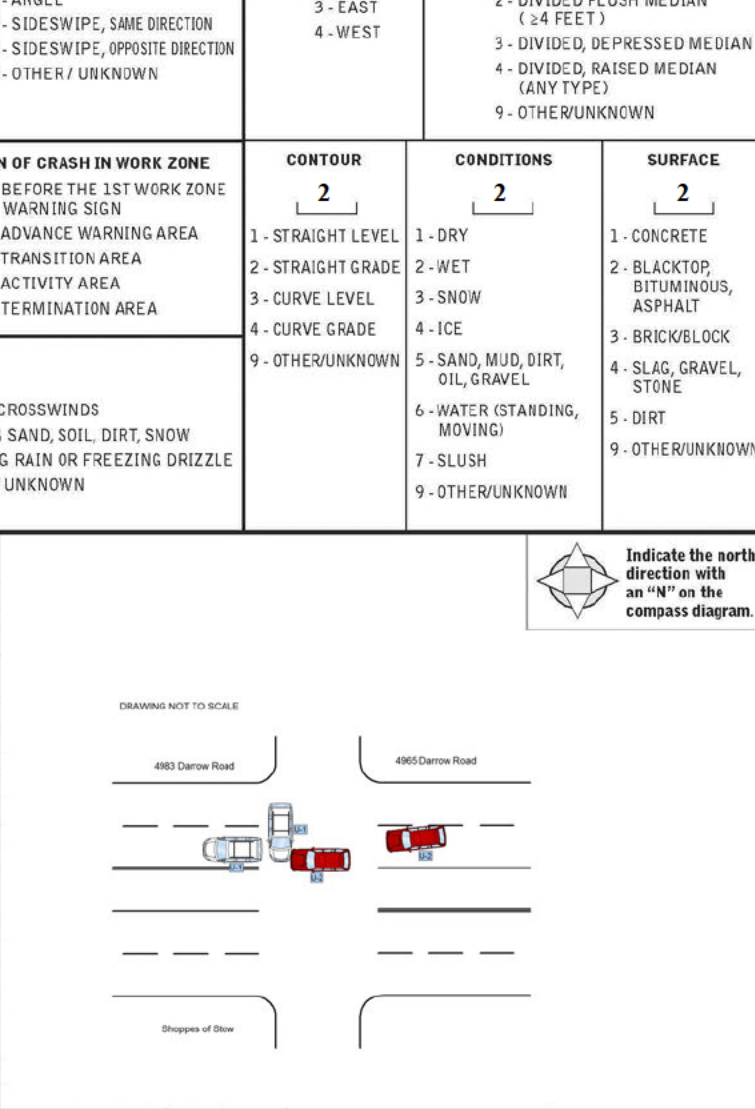 - SIDESWIPE, SAME DIRECTION
- SIDESWIPE, OPPOSITE DIRECTION
- OTHER / UNKNOWN
3 - EAST
4 - WEST
2 - DIVIDED FLUSH MEDIAN
( ≥4 FEET )
3 - DIVIDED, DEPRESSED MEDIAN
4 - DIVIDED, RAISED MEDIAN
(ANY TYPE)
9 - OTHER/UNKNOWN
N OF CRASH IN WORK ZONE
BEFORE THE 1ST WORK ZONE
WARNING SIGN
ADVANCE WARNING AREA
TRANSITION AREA
ACTIVITY AREA
TERMINATION AREA
CROSSWINDS
SAND, SOIL, DIRT, SNOW
G RAIN OR FREEZING DRIZZLE
UNKNOWN
CONTOUR
2
1 - STRAIGHT LEVEL
2 - STRAIGHT GRADE
3 - CURVE LEVEL
4 - CURVE GRADE
9 - OTHER/UNKNOWN
CONDITIONS
2
1 - DRY
2 - WET
3 - SNOW
4 - ICE
5 - SAND, MUD, DIRT,
OIL, GRAVEL
6 - WATER (STANDING,
MOVING)
7 - SLUSH
9 - OTHER/UNKNOWN
SURFACE
2
1 - CONCRETE
2 - BLACKTOP,
BITUMINOUS,
ASPHALT
3 - BRICK/BLOCK
4 - SLAG, GRAVEL,
STONE
5 - DIRT
9 - OTHER/UNKNOWN
Indicate the north
direction with
an “N” on the
compass diagram.
DRAWING NOT TO SCALE
4983 Darrow Road
4965 Darrow Road
U-1
U-1
U-2
U-2
Shoppes of Stow